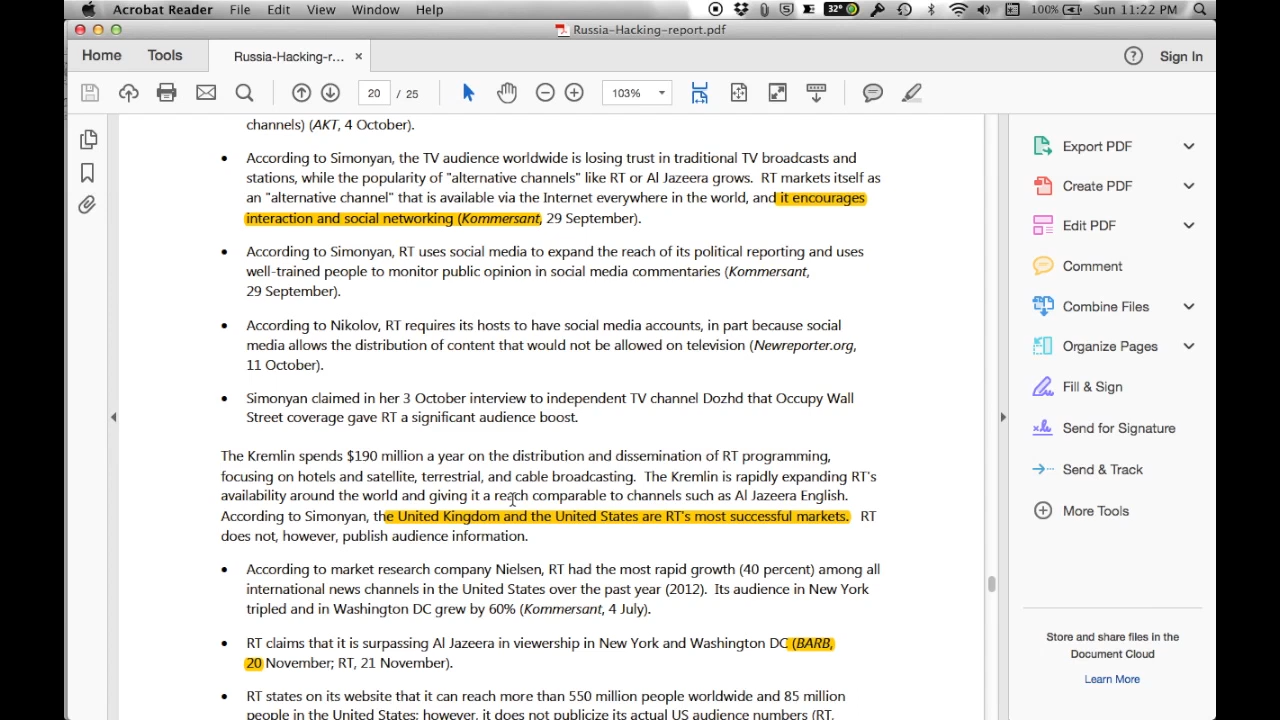 Acrobat Reader File Edit View Window Help 32° 100% Sun 11:22 PM
Russia-Hacking-report.pdf
Home Tools Russia-Hacking-r... × ? Sign In
20 / 25 103%
channels) (AKT, 4 October).
• According to Simonyan, the TV audience worldwide is losing trust in traditional TV broadcasts and
stations, while the popularity of "alternative channels" like RT or Al Jazeera grows. RT markets itself as
an "alternative channel" that is available via the Internet everywhere in the world, and it encourages
interaction and social networking (Kommersant, 29 September).
• According to Simonyan, RT uses social media to expand the reach of its political reporting and uses
well-trained people to monitor public opinion in social media commentaries (Kommersant,
29 September).
• According to Nikolov, RT requires its hosts to have social media accounts, in part because social
media allows the distribution of content that would not be allowed on television (Newreporter.org,
11 October).
• Simonyan claimed in her 3 October interview to independent TV channel Dozhd that Occupy Wall
Street coverage gave RT a significant audience boost.
The Kremlin spends $190 million a year on the distribution and dissemination of RT programming,
focusing on hotels and satellite, terrestrial, and cable broadcasting. The Kremlin is rapidly expanding RT's
availability around the world and giving it a reach comparable to channels such as Al Jazeera English.
According to Simonyan, the United Kingdom and the United States are RT's most successful markets. RT
does not, however, publish audience information.
• According to market research company Nielsen, RT had the most rapid growth (40 percent) among all
international news channels in the United States over the past year (2012). Its audience in New York
tripled and in Washington DC grew by 60% (Kommersant, 4 July).
• RT claims that it is surpassing Al Jazeera in viewership in New York and Washington DC (BARB,
20 November; RT, 21 November).
• RT states on its website that it can reach more than 550 million people worldwide and 85 million
people in the United States; however, it does not publicize its actual US audience numbers (RT,
Export PDF
Create PDF
Edit PDF
Comment
Combine Files
Organize Pages
Fill & Sign
Send for Signature
Send & Track
More Tools
Store and share files in the
Document Cloud
Learn More